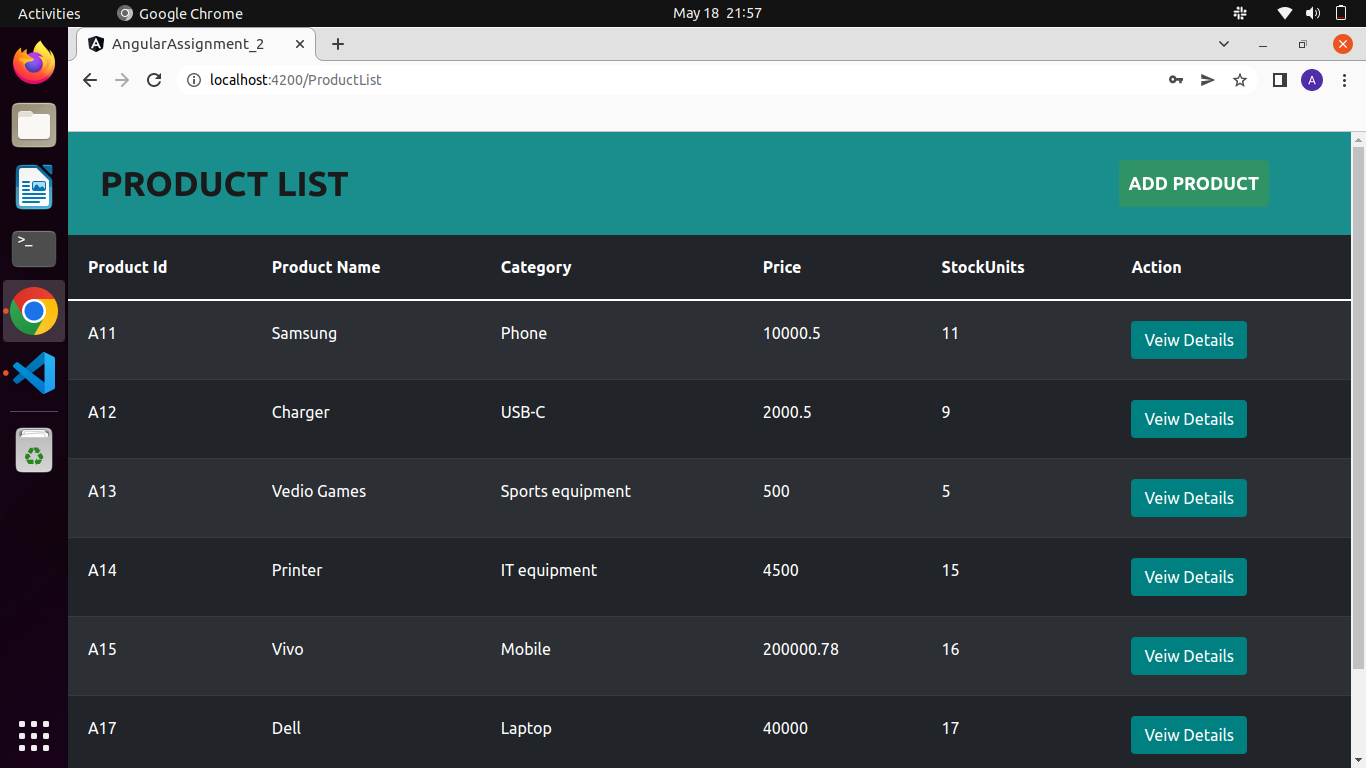 Activities Google Chrome May 18 21:57
AngularAssignment_2
localhost:4200/ProductList A
>_
PRODUCT LIST ADD PRODUCT
Product Id Product Name Category Price StockUnits Action
A11 Samsung Phone 10000.5 11 Veiw Details
A12 Charger USB-C 2000.5 9 Veiw Details
A13 Vedio Games Sports equipment 500 5 Veiw Details
A14 Printer IT equipment 4500 15 Veiw Details
A15 Vivo Mobile 200000.78 16 Veiw Details
A17 Dell Laptop 40000 17 Veiw Details